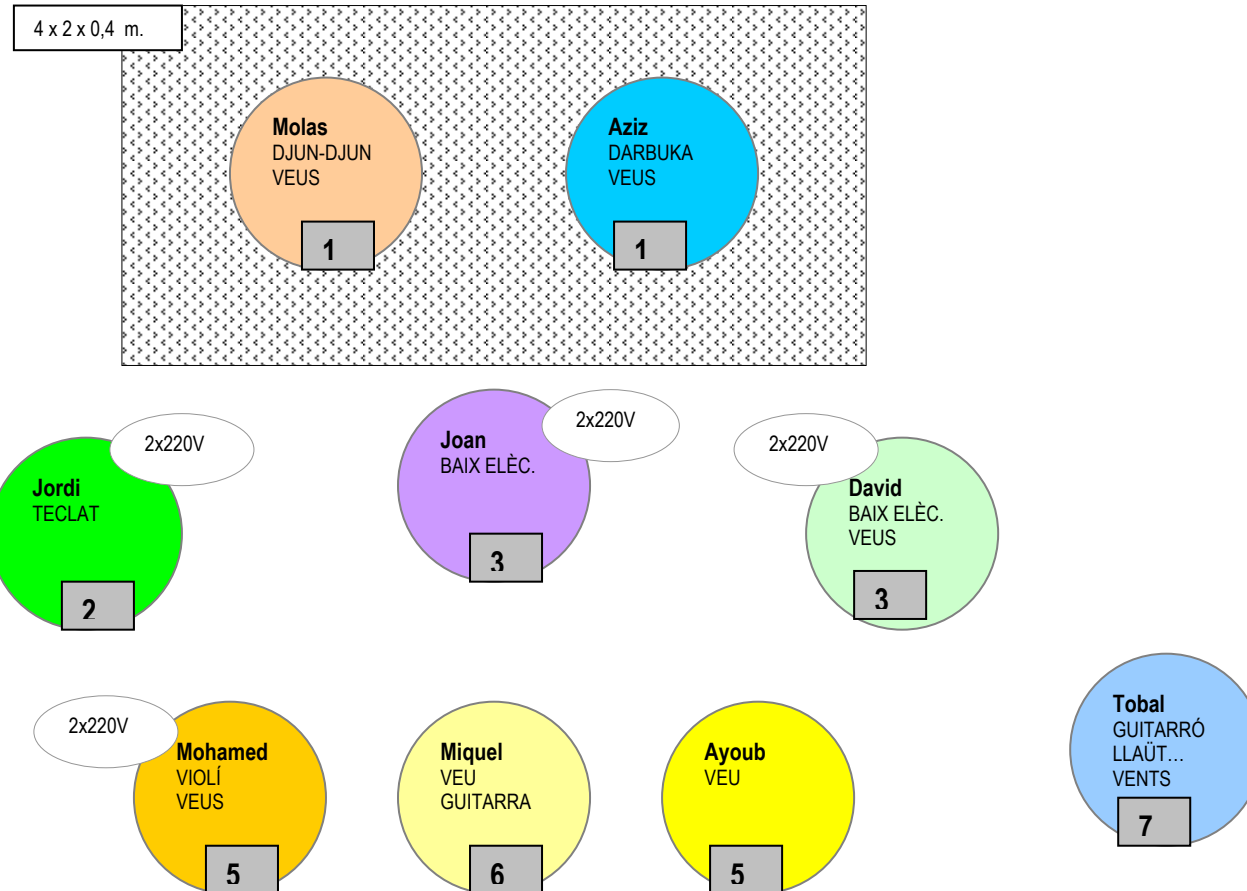 4 x 2 x 0,4  m.
Molas
DJUN-DJUN
VEUS
1
Aziz
DARBUKA
VEUS
1
2x220V
Jordi
TECLAT
2
2x220V
Joan
BAIX ELÈC.
3
2x220V
David
BAIX ELÈC.
VEUS
3
2x220V
Mohamed
VIOLÍ
VEUS
5
Miquel
VEU
GUITARRA
6
Ayoub
VEU
5
Tobal
GUITARRÓ
LLAÜT...
VENTS
7